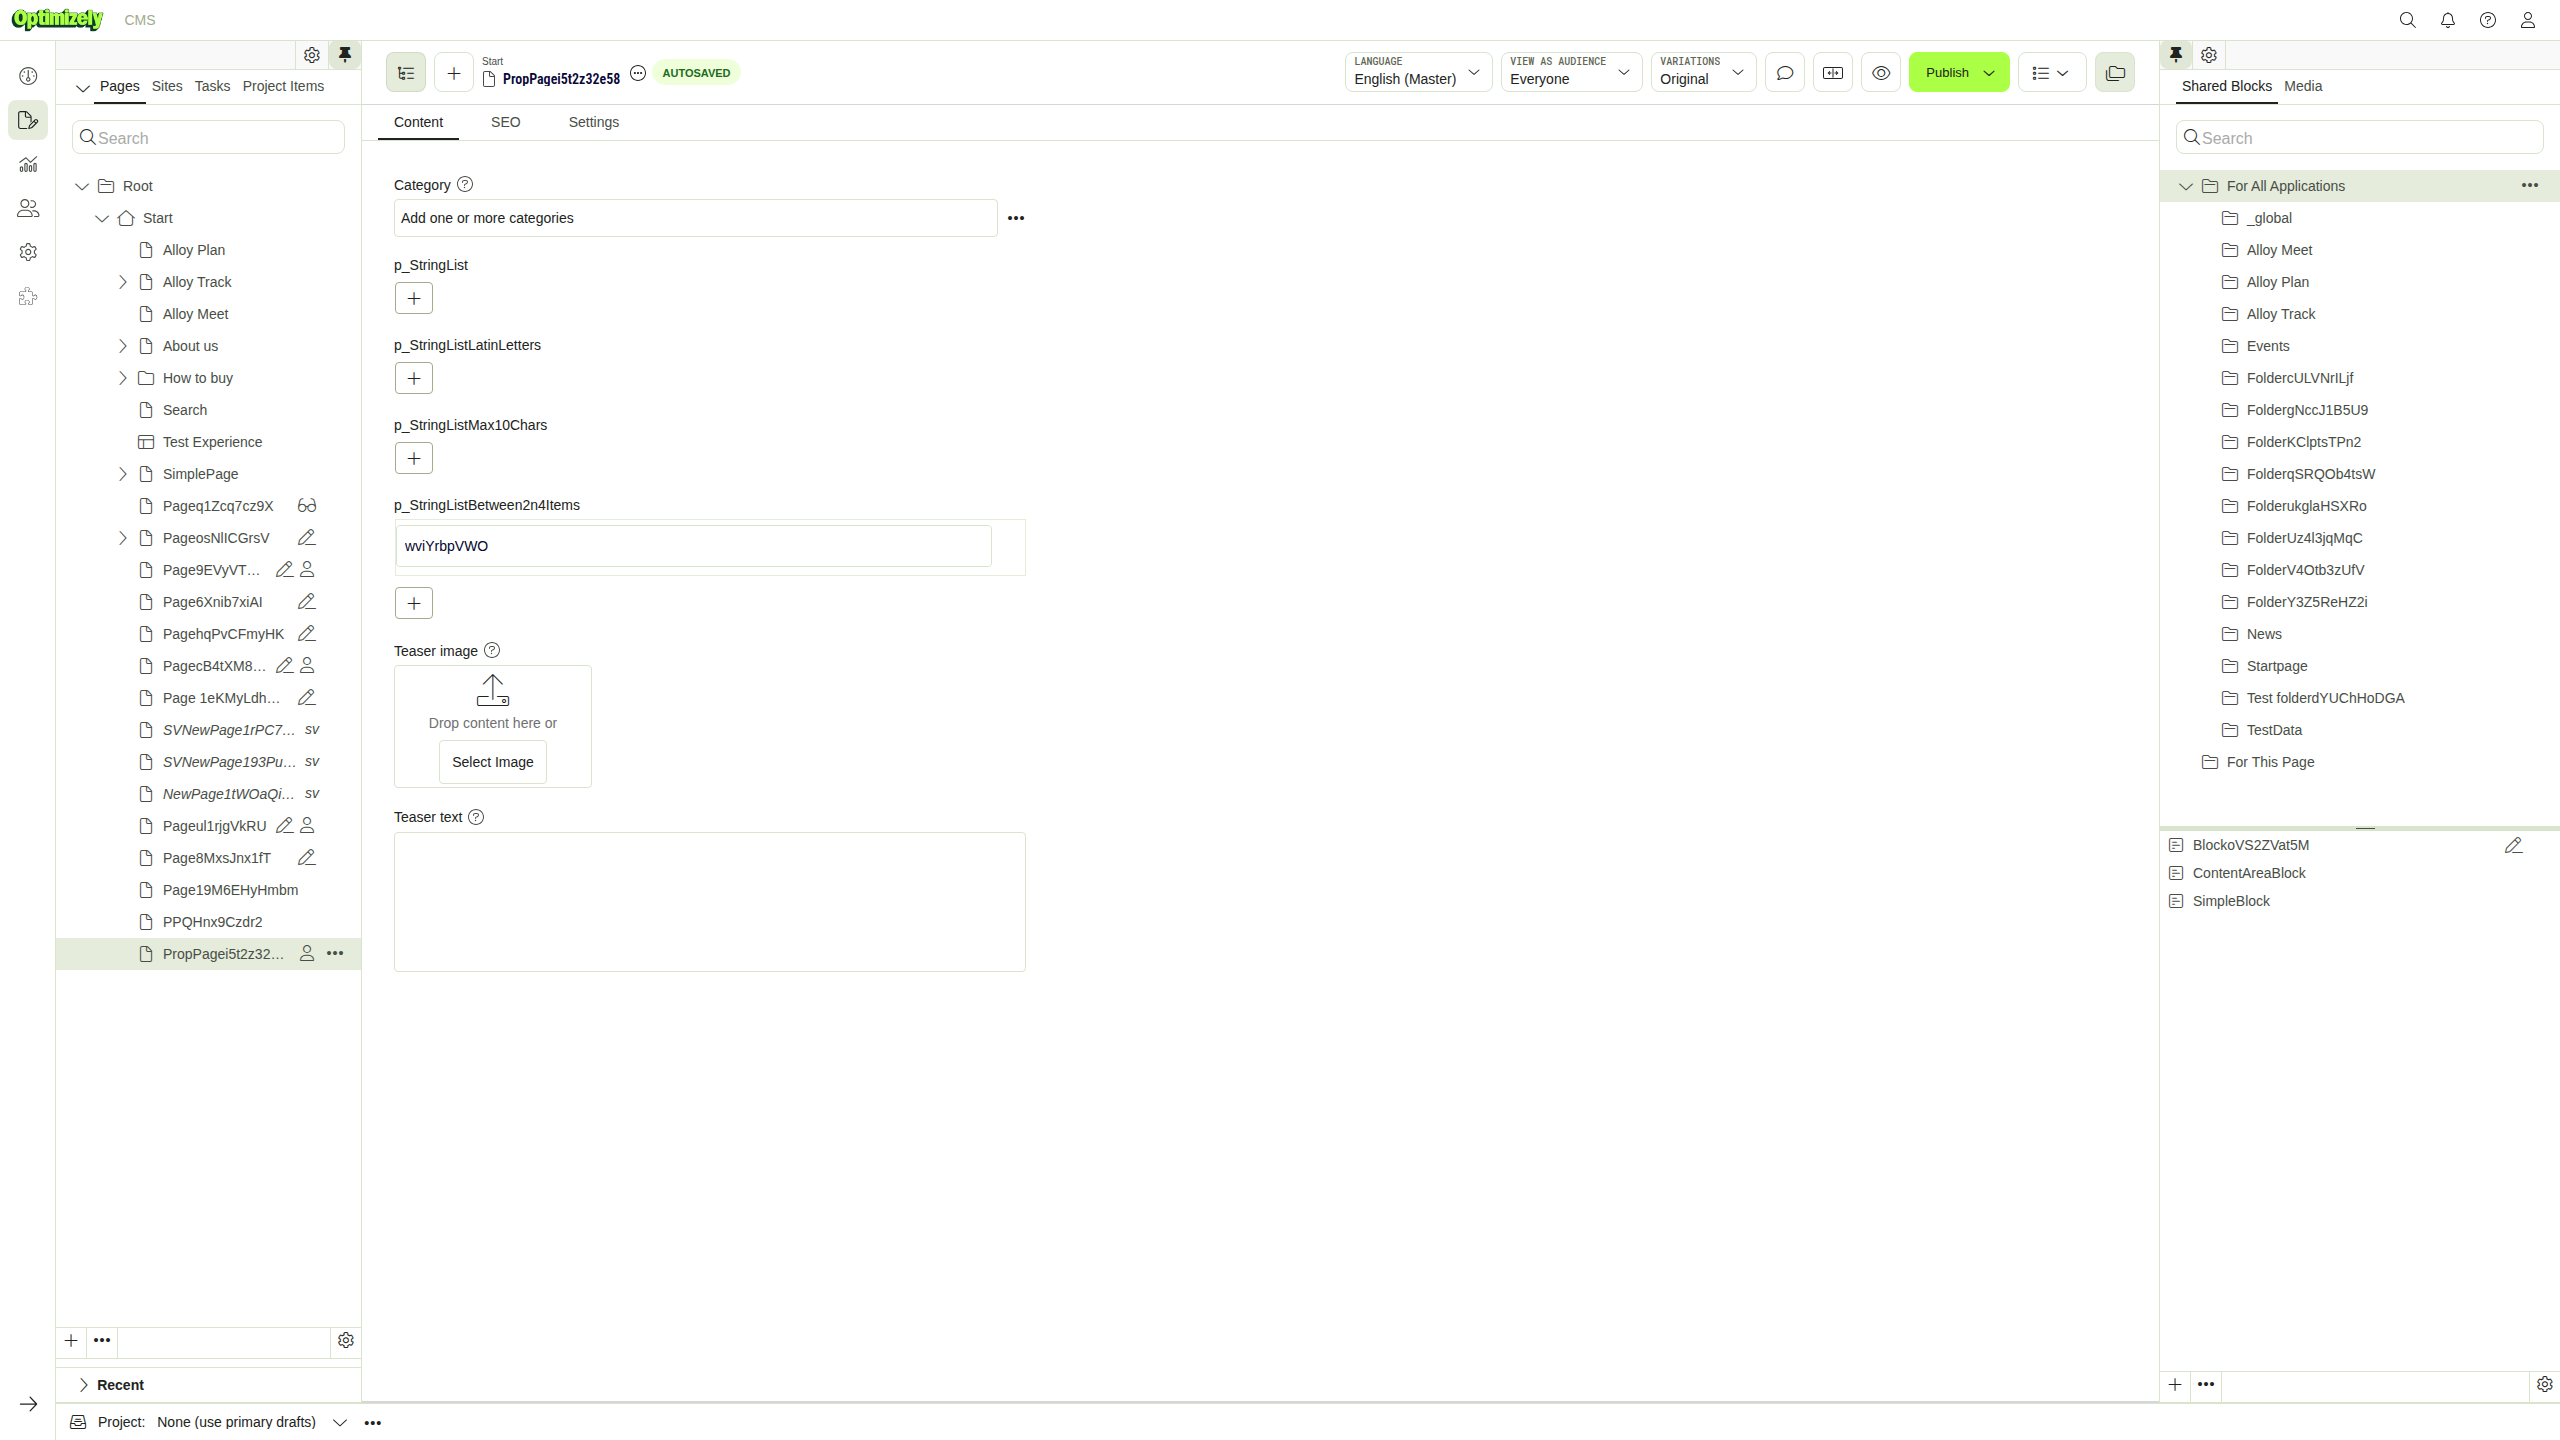 Optimizely CMS
Pages Sites Tasks Project Items
Search
Root
Start
Alloy Plan
Alloy Track
Alloy Meet
About us
How to buy
Search
Test Experience
SimplePage
Pageq1Zcq7cz9X
PageosNlICGrsV
Page9EVyVT…
Page6Xnib7xiAI
PagehqPvCFmyHK
PagecB4tXM8…
Page 1eKMyLdh…
SVNewPage1rPC7… sv
SVNewPage193Pu… sv
NewPage1tWOaQi… sv
Pageul1rjgVkRU
Page8MxsJnx1fT
Page19M6EHyHmbm
PPQHnx9Czdr2
PropPagei5t2z32…
Recent
Project: None (use primary drafts)
Start
PropPagei5t2z32e58
AUTOSAVED
LANGUAGE
English (Master)
VIEW AS AUDIENCE
Everyone
VARIATIONS
Original
Publish
Content SEO Settings
Category
Add one or more categories
p_StringList
p_StringListLatinLetters
p_StringListMax10Chars
p_StringListBetween2n4Items
wviYrbpVWO
Teaser image
Drop content here or
Select Image
Teaser text
Shared Blocks Media
Search
For All Applications
_global
Alloy Meet
Alloy Plan
Alloy Track
Events
FoldercULVNrILjf
FoldergNccJ1B5U9
FolderKClptsTPn2
FolderqSRQOb4tsW
FolderukglaHSXRo
FolderUz4l3jqMqC
FolderV4Otb3zUfV
FolderY3Z5ReHZ2i
News
Startpage
Test folderdYUChHoDGA
TestData
For This Page
BlockoVS2ZVat5M
ContentAreaBlock
SimpleBlock